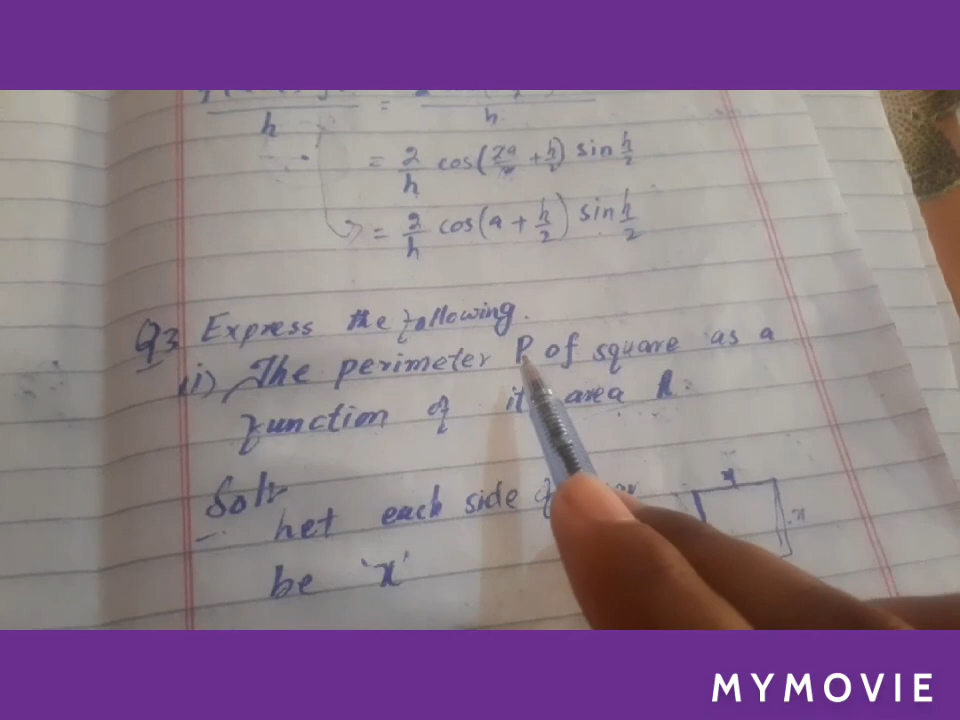 h = h
= 2/h cos(2a/2 + h/2) sin h/2
= 2/h cos(a + h/2) sin h/2
Q3 Express the following.
(i) The perimeter P of square as a
function of its area A.
Soln
Let each side of
be 'x'
x
x
MYMOVIE